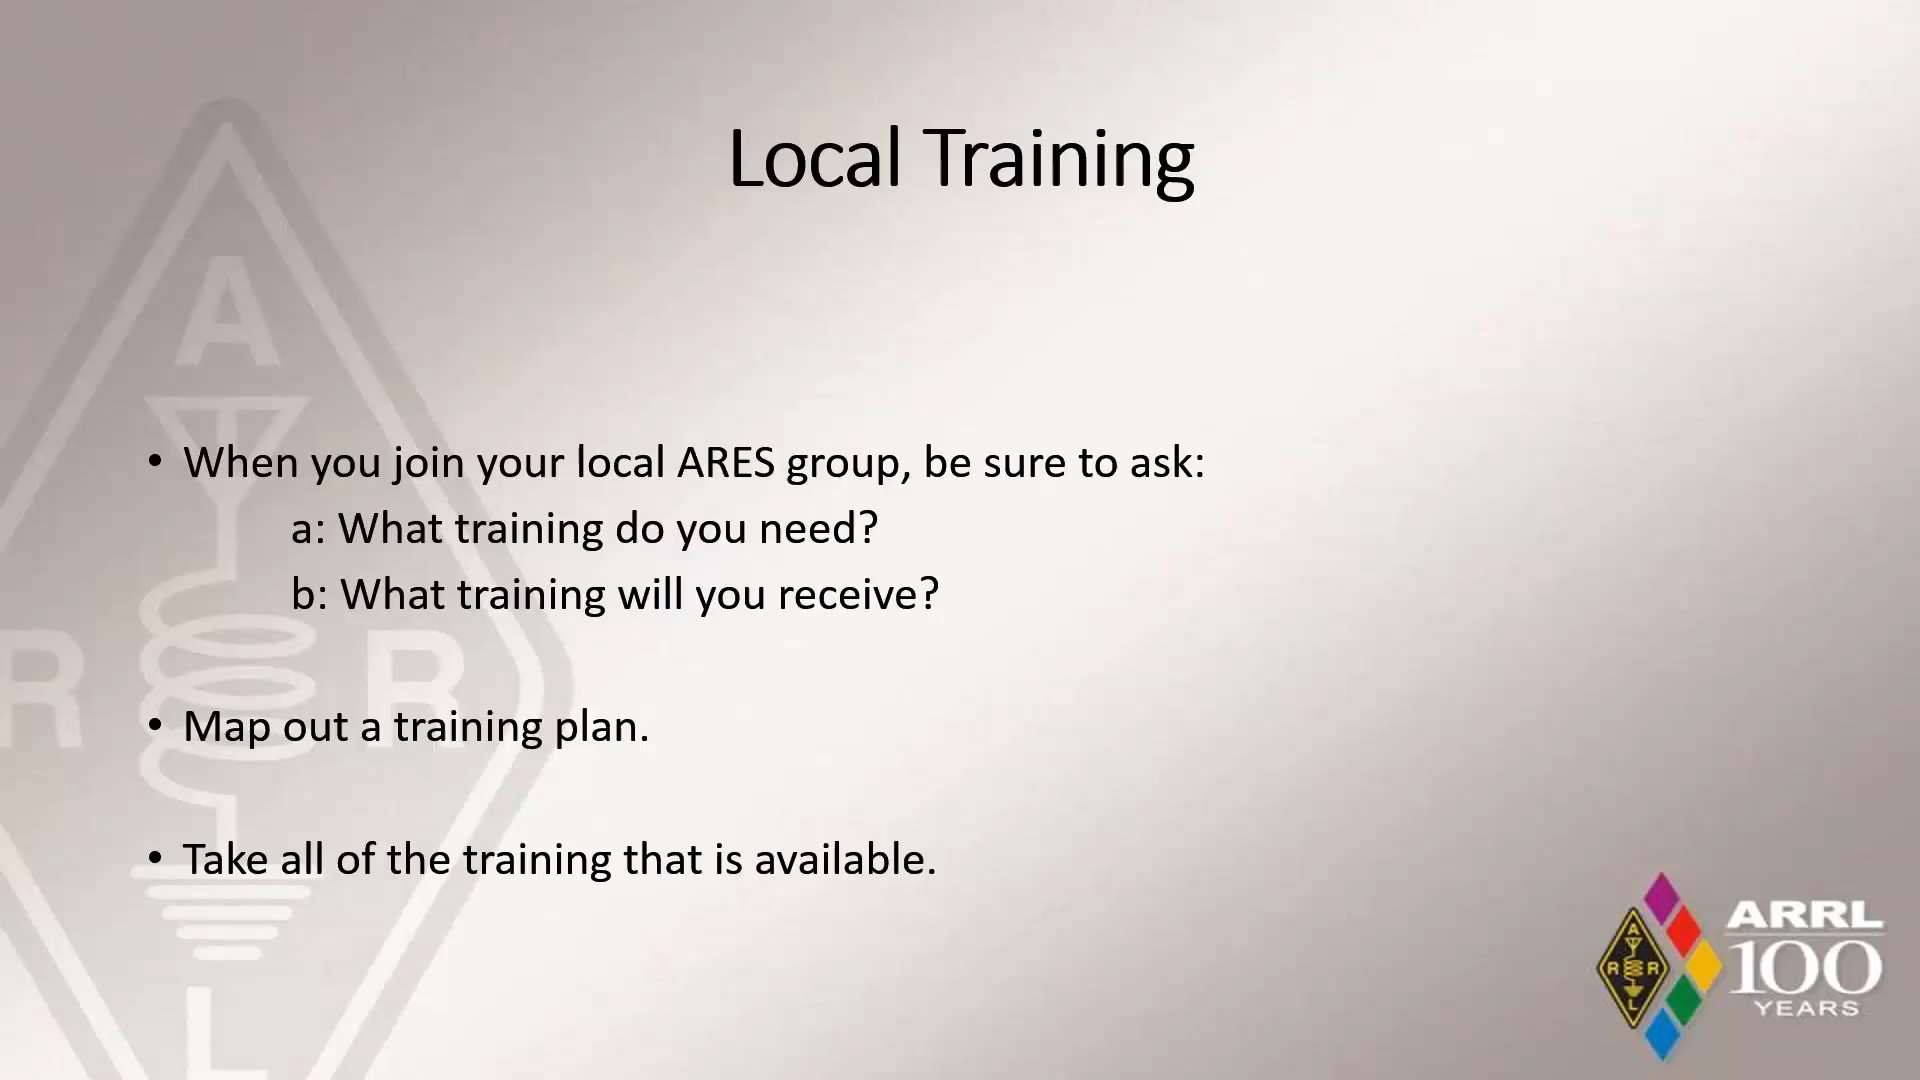 Local Training
• When you join your local ARES group, be sure to ask:
a: What training do you need?
b: What training will you receive?
• Map out a training plan.
• Take all of the training that is available.
A
R R
L
A
R R
L
ARRL
100
YEARS